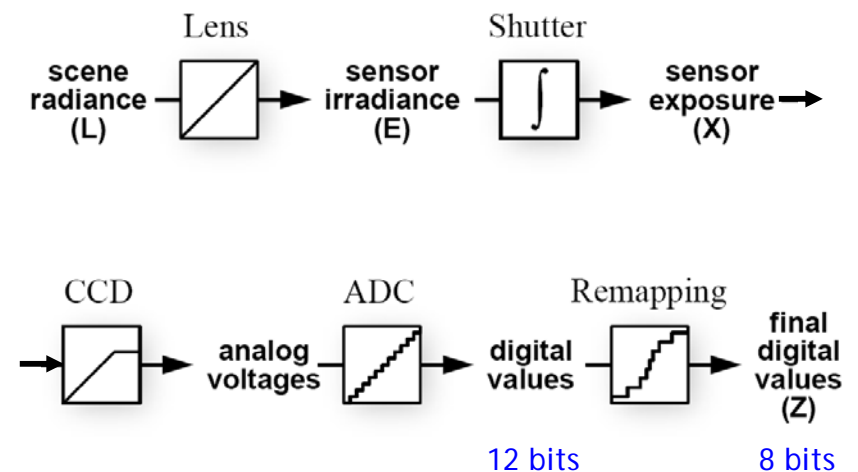 Lens
Shutter
scene
radiance
(L)
sensor
irradiance
(E)
∫
sensor
exposure
(X)
CCD
ADC
Remapping
analog
voltages
digital
values
final
digital
values
(Z)
12 bits
8 bits